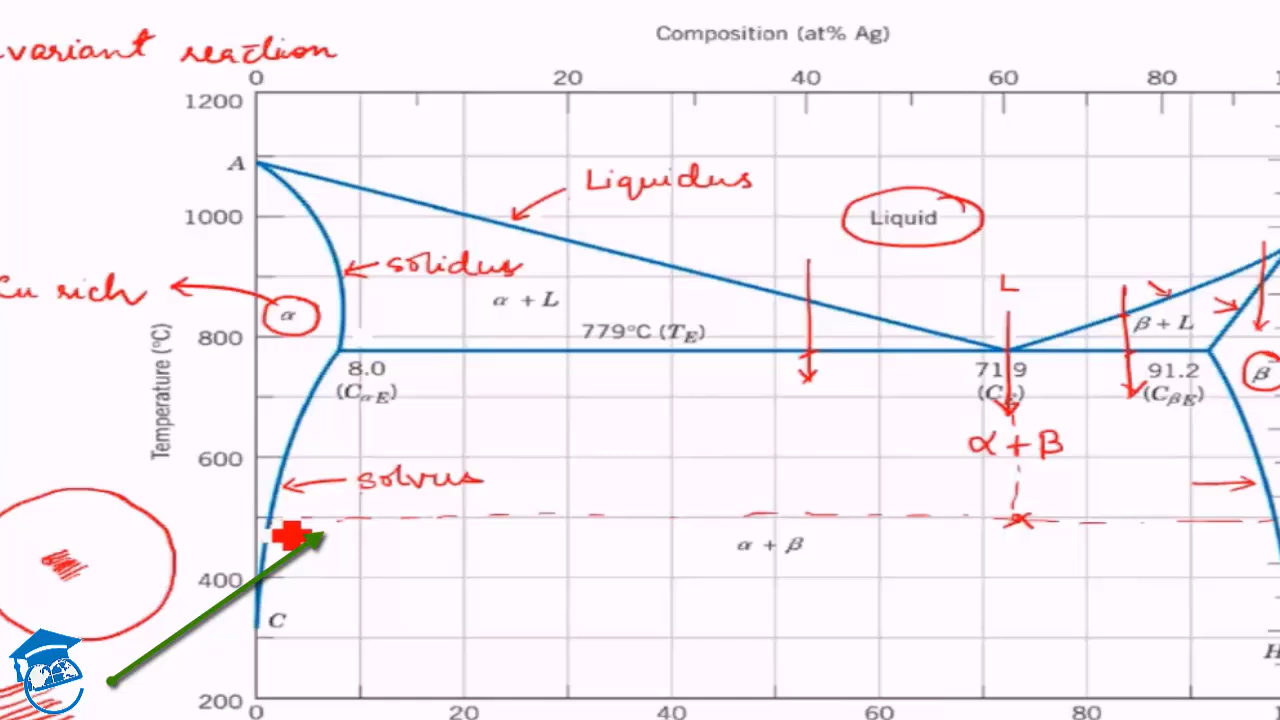 Composition (at% Ag)
variant reaction
0 20 40 60 80
1200
A
Liquidus
1000
Liquid
solidus
Cu rich
α
α + L
L
β + L
779°C (T_E)
800
8.0
(C_αE)
71.9
91.2
(C_βE)
β
Temperature (°C)
α + β
600
solvus
α + β
400
C
H
200
0 20 40 60 80